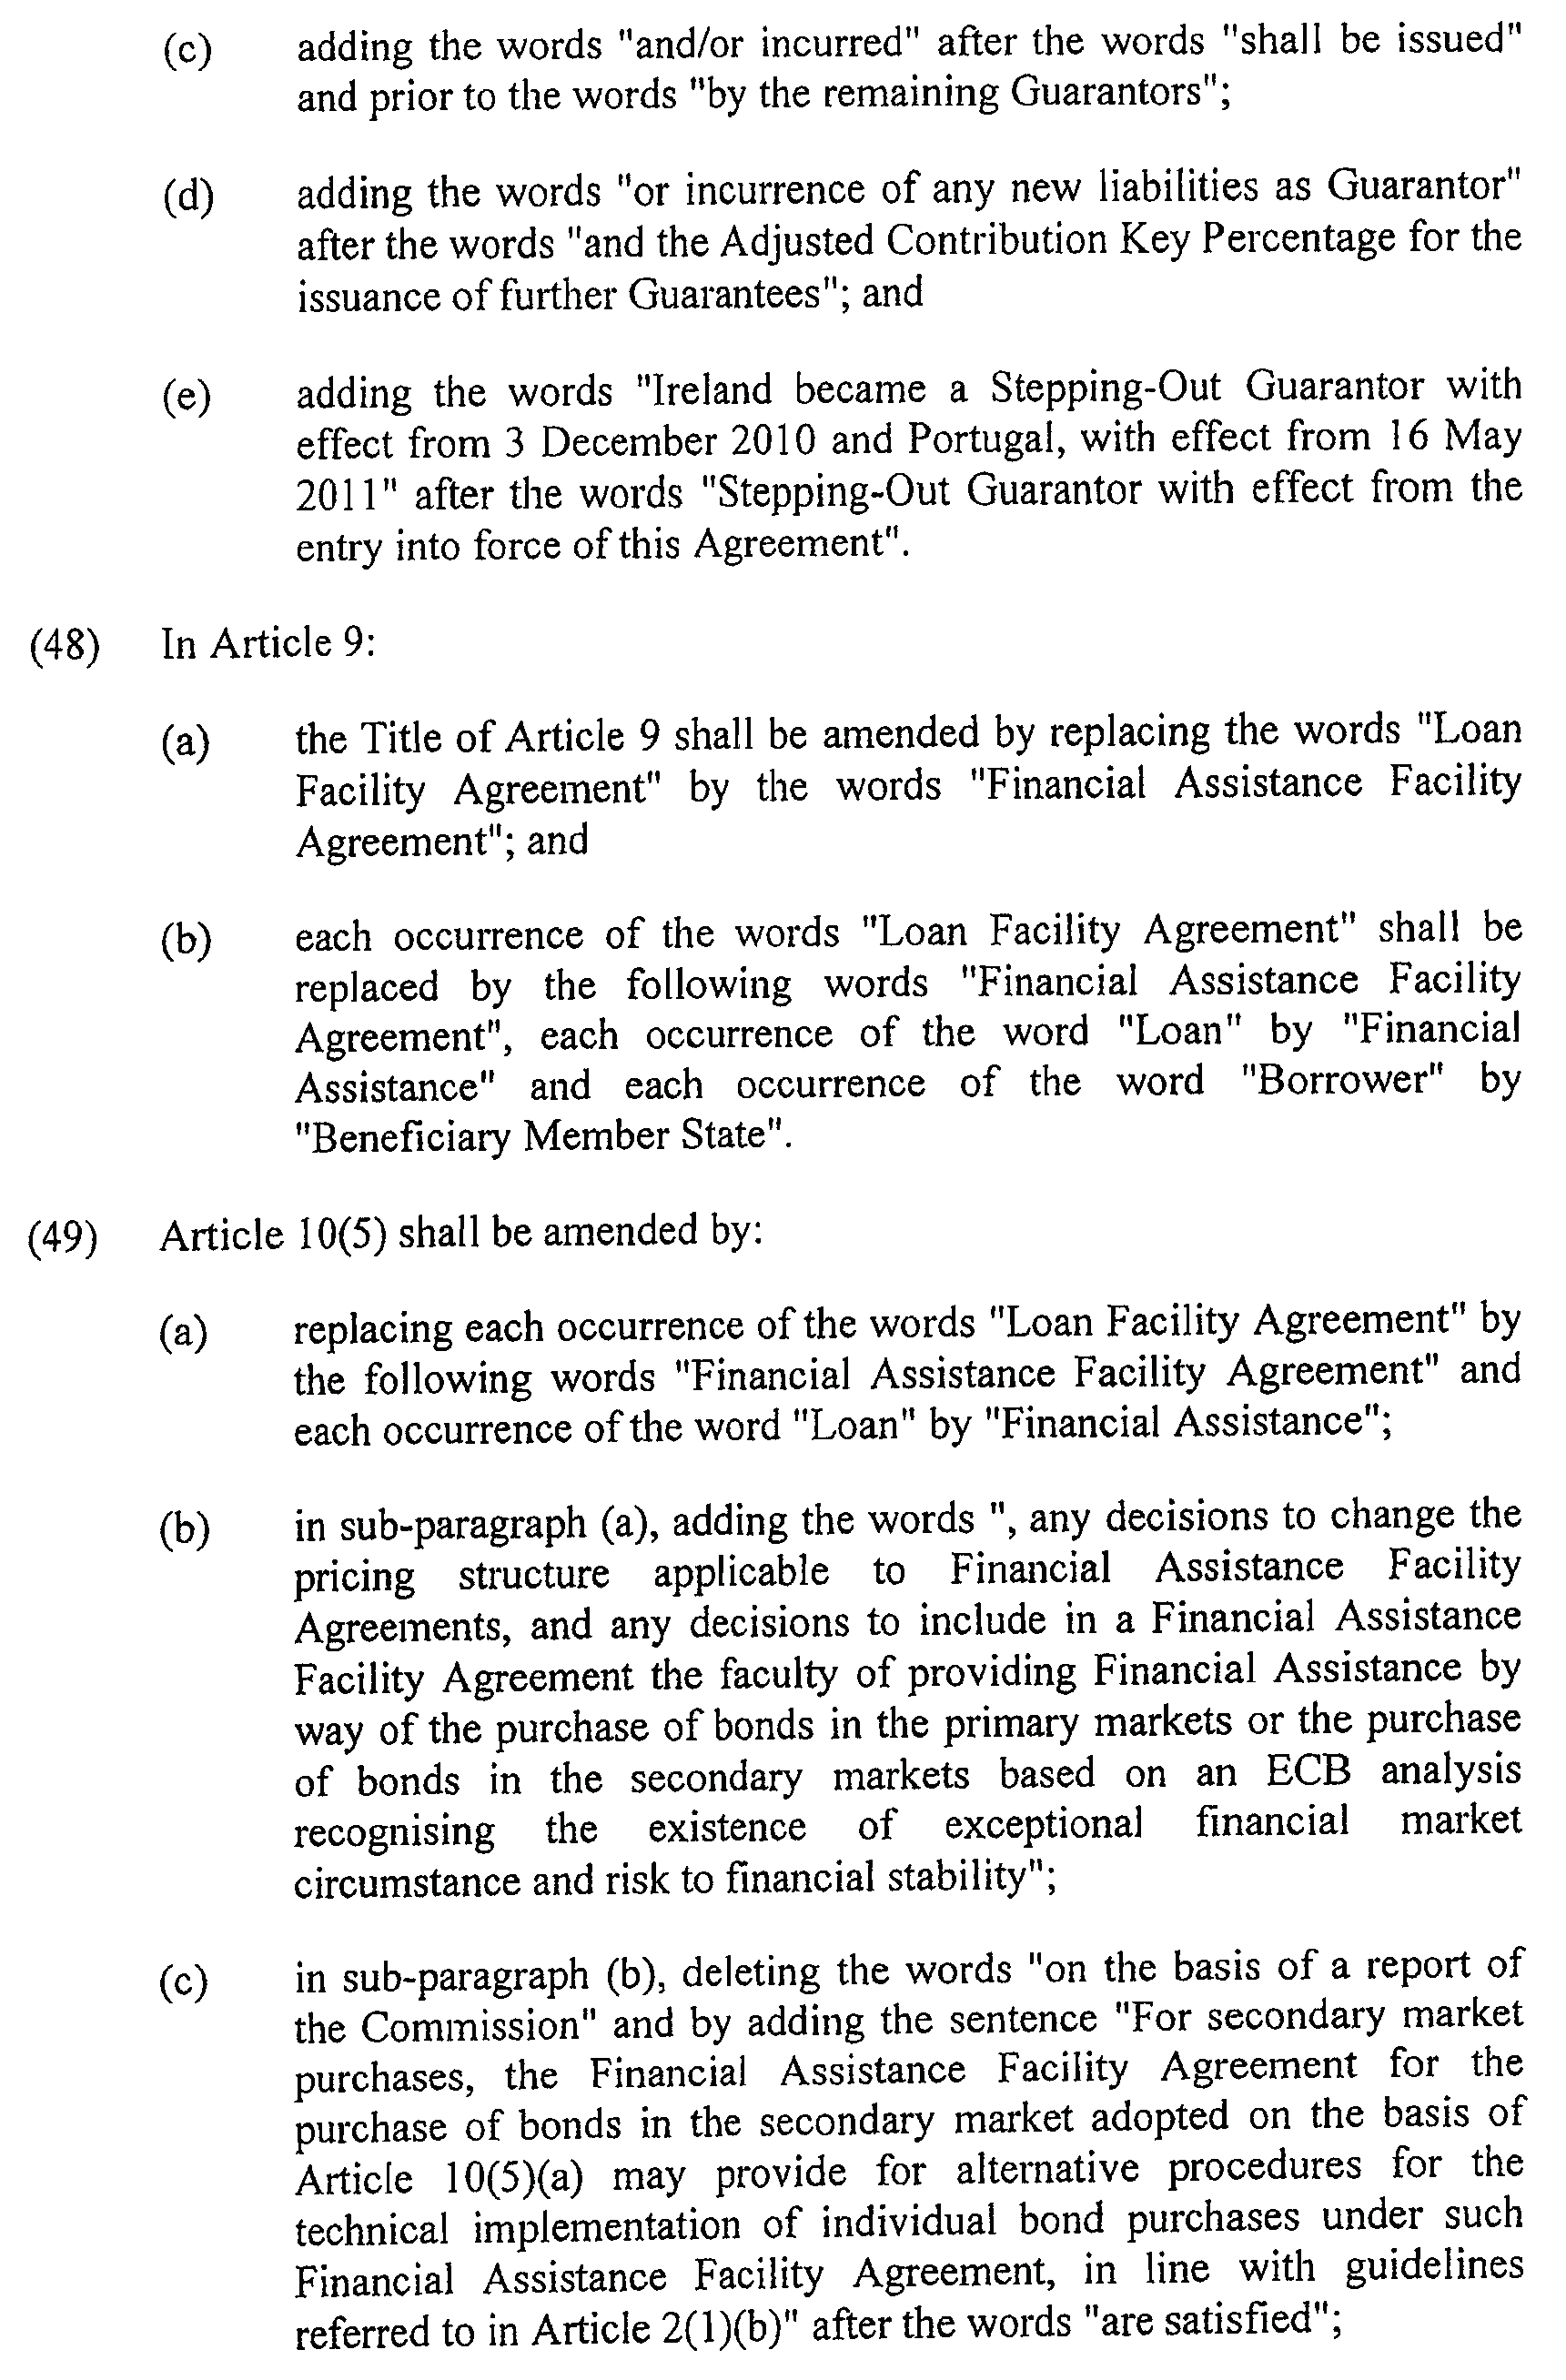 (c) adding the words "and/or incurred" after the words "shall be issued"
and prior to the words "by the remaining Guarantors";
(d) adding the words "or incurrence of any new liabilities as Guarantor"
after the words "and the Adjusted Contribution Key Percentage for the
issuance of further Guarantees"; and
(e) adding the words "Ireland became a Stepping-Out Guarantor with
effect from 3 December 2010 and Portugal, with effect from 16 May
2011" after the words "Stepping-Out Guarantor with effect from the
entry into force of this Agreement".
(48) In Article 9:
(a) the Title of Article 9 shall be amended by replacing the words "Loan
Facility Agreement" by the words "Financial Assistance Facility
Agreement"; and
(b) each occurrence of the words "Loan Facility Agreement" shall be
replaced by the following words "Financial Assistance Facility
Agreement", each occurrence of the word "Loan" by "Financial
Assistance" and each occurrence of the word "Borrower" by
"Beneficiary Member State".
(49) Article 10(5) shall be amended by:
(a) replacing each occurrence of the words "Loan Facility Agreement" by
the following words "Financial Assistance Facility Agreement" and
each occurrence of the word "Loan" by "Financial Assistance";
(b) in sub-paragraph (a), adding the words ", any decisions to change the
pricing structure applicable to Financial Assistance Facility
Agreements, and any decisions to include in a Financial Assistance
Facility Agreement the faculty of providing Financial Assistance by
way of the purchase of bonds in the primary markets or the purchase
of bonds in the secondary markets based on an ECB analysis
recognising the existence of exceptional financial market
circumstance and risk to financial stability";
(c) in sub-paragraph (b), deleting the words "on the basis of a report of
the Commission" and by adding the sentence "For secondary market
purchases, the Financial Assistance Facility Agreement for the
purchase of bonds in the secondary market adopted on the basis of
Article 10(5)(a) may provide for alternative procedures for the
technical implementation of individual bond purchases under such
Financial Assistance Facility Agreement, in line with guidelines
referred to in Article 2(1)(b)" after the words "are satisfied";